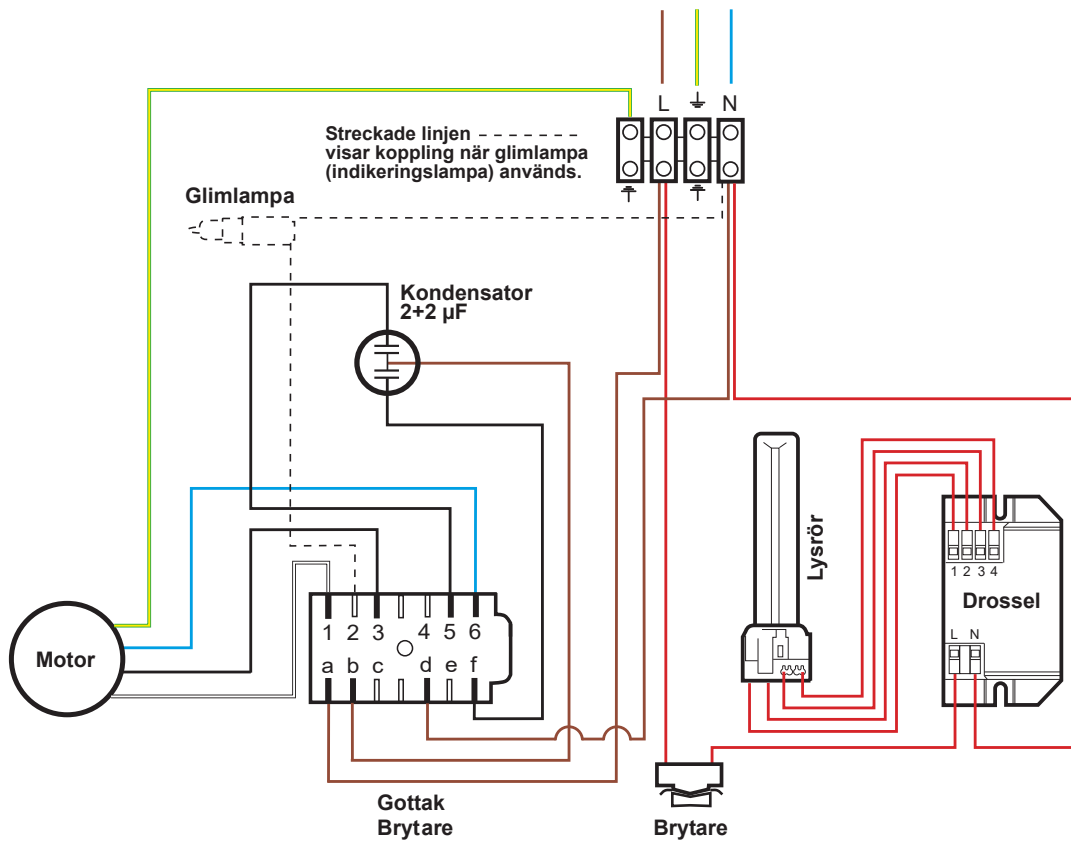 L
N
Streckade linjen
visar koppling när glimlampa
(indikeringslampa) används.
Glimlampa
Kondensator
2+2 µF
Lysrör
1 2 3 4
Drossel
L N
1 2 3 4 5 6
a b c d e f
Motor
Gottak
Brytare
Brytare